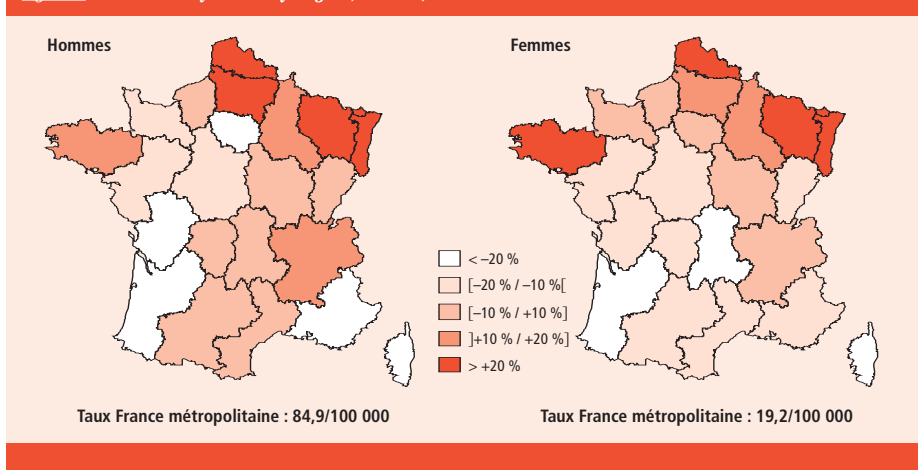 Hommes
Femmes
< –20 %
[–20 % / –10 %[
[–10 % / +10 %]
]+10 % / +20 %]
> +20 %
Taux France métropolitaine : 84,9/100 000
Taux France métropolitaine : 19,2/100 000